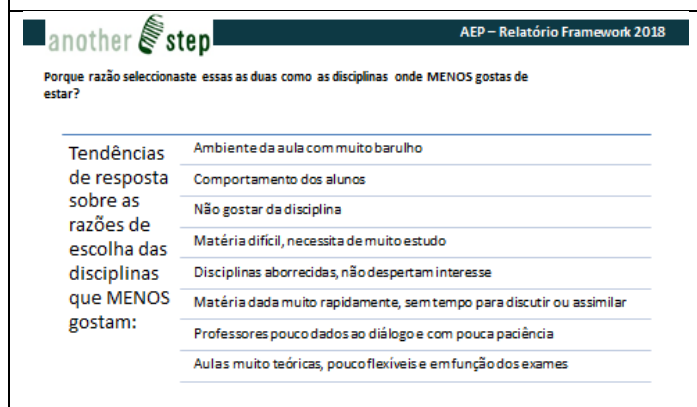 another step
AEP – Relatório Framework 2018
Porque razão seleccionaste essas as duas como as disciplinas onde MENOS gostas de
estar?
Tendências
de resposta
sobre as
razões de
escolha das
disciplinas
que MENOS
gostam:
Ambiente da aula com muito barulho
Comportamento dos alunos
Não gostar da disciplina
Matéria difícil, necessita de muito estudo
Disciplinas aborrecidas, não despertam interesse
Matéria dada muito rapidamente, sem tempo para discutir ou assimilar
Professores pouco dados ao diálogo e com pouca paciência
Aulas muito teóricas, pouco flexíveis e em função dos exames